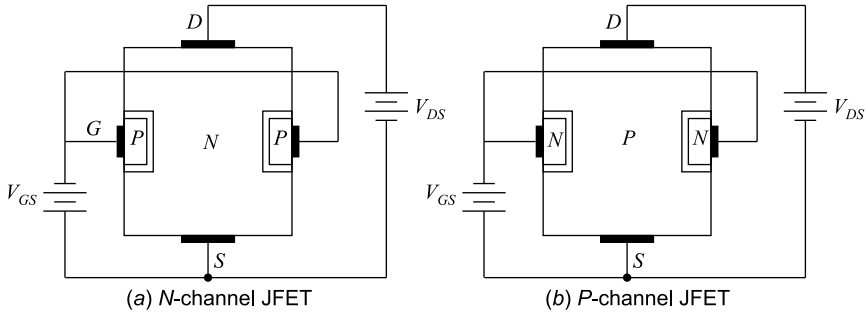 D
D
V_DS
V_DS
G
P
N
P
N
P
N
V_GS
V_GS
S
S
(a) N-channel JFET
(b) P-channel JFET